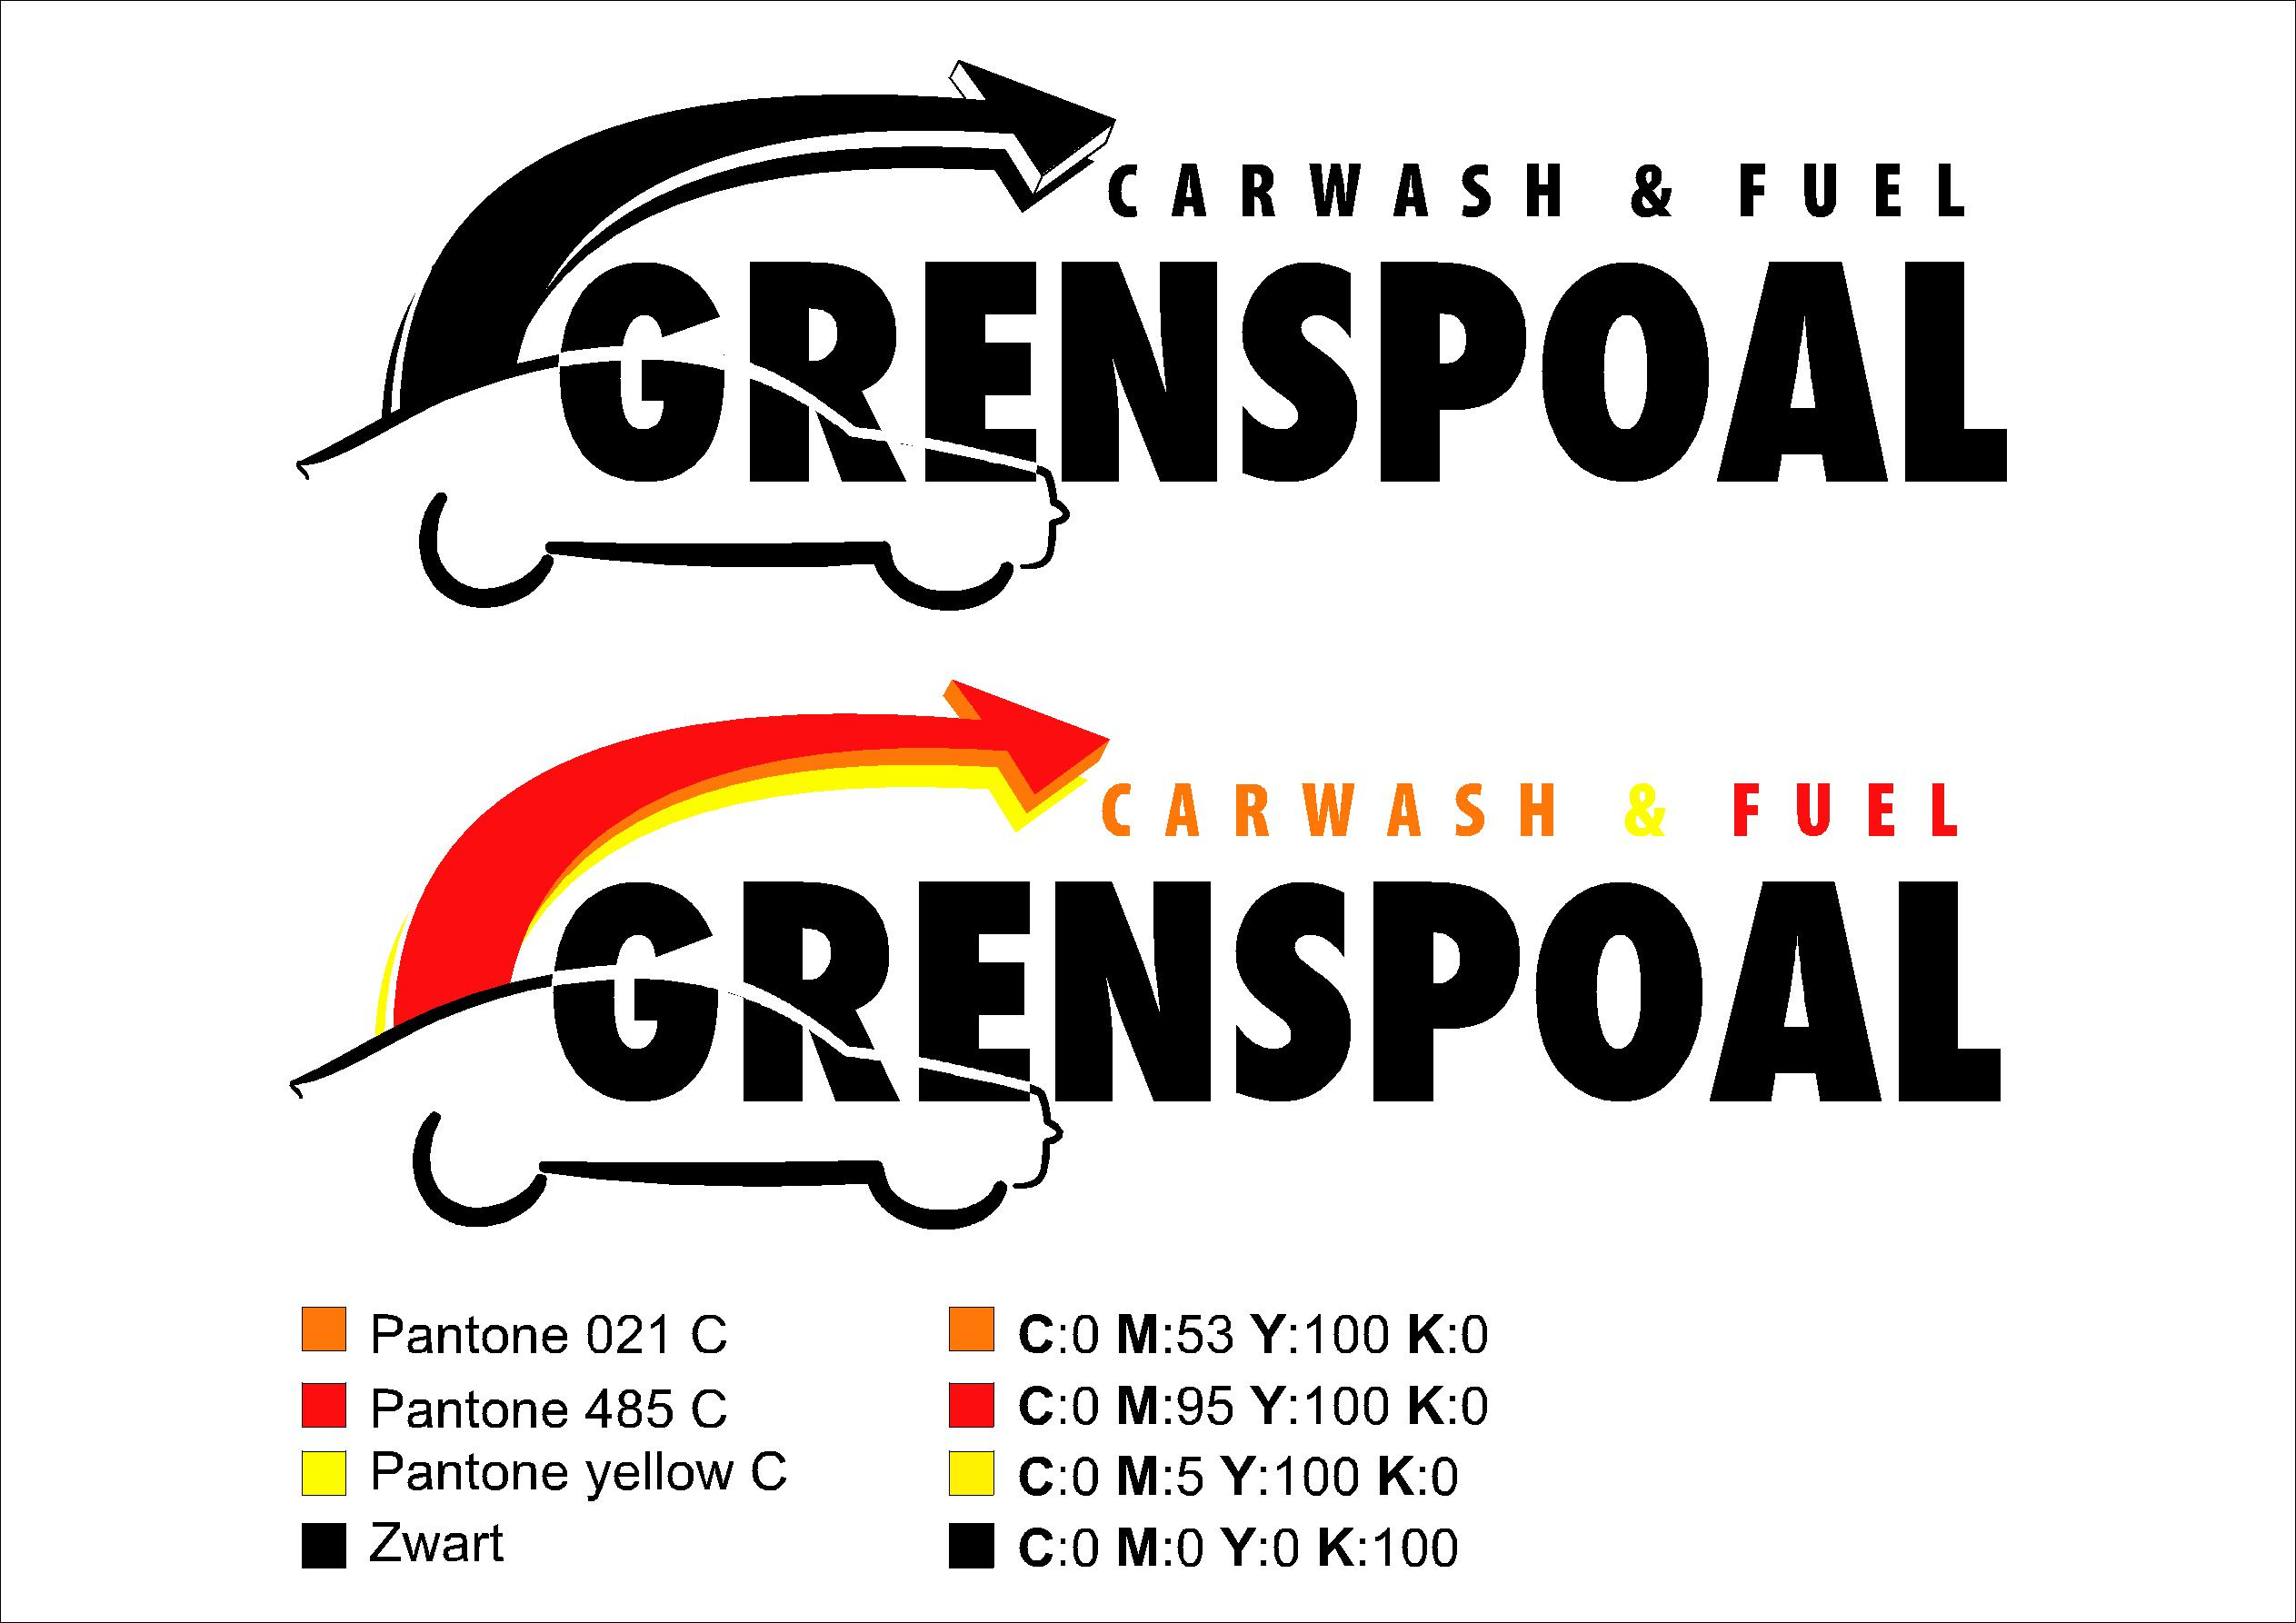 CARWASH & FUEL
GRENSPOAL
CARWASH & FUEL
GRENSPOAL
Pantone 021 C
C:0 M:53 Y:100 K:0
Pantone 485 C
C:0 M:95 Y:100 K:0
Pantone yellow C
C:0 M:5 Y:100 K:0
Zwart
C:0 M:0 Y:0 K:100